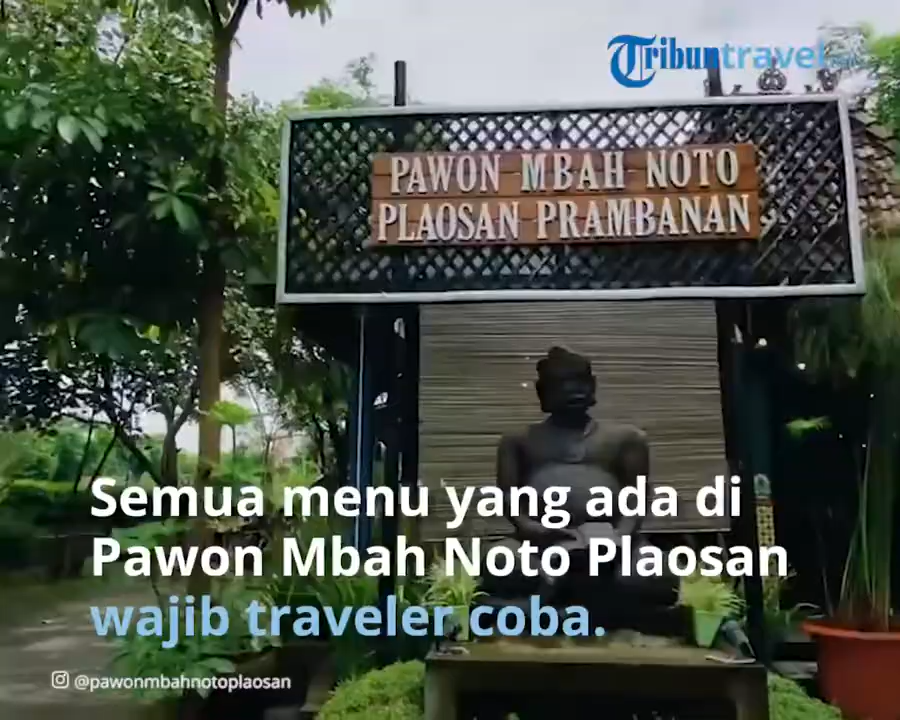 Tribuntravel
PAWON MBAH NOTO
PLAOSAN PRAMBANAN
Semua menu yang ada di
Pawon Mbah Noto Plaosan
wajib traveler coba.
@pawonmbahnotoplaosan